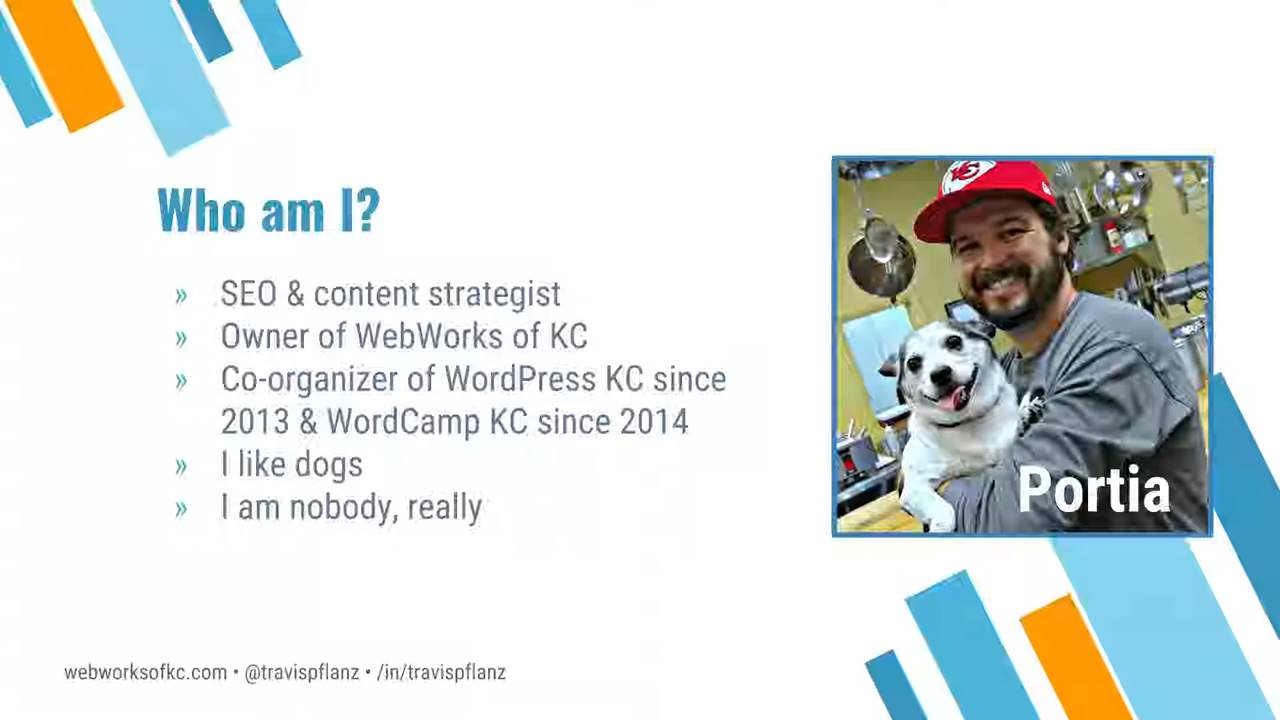 Who am I?
» SEO & content strategist
» Owner of WebWorks of KC
» Co-organizer of WordPress KC since
2013 & WordCamp KC since 2014
» I like dogs
» I am nobody, really
KC
Portia
webworksofkc.com • @travispflanz • /in/travispflanz